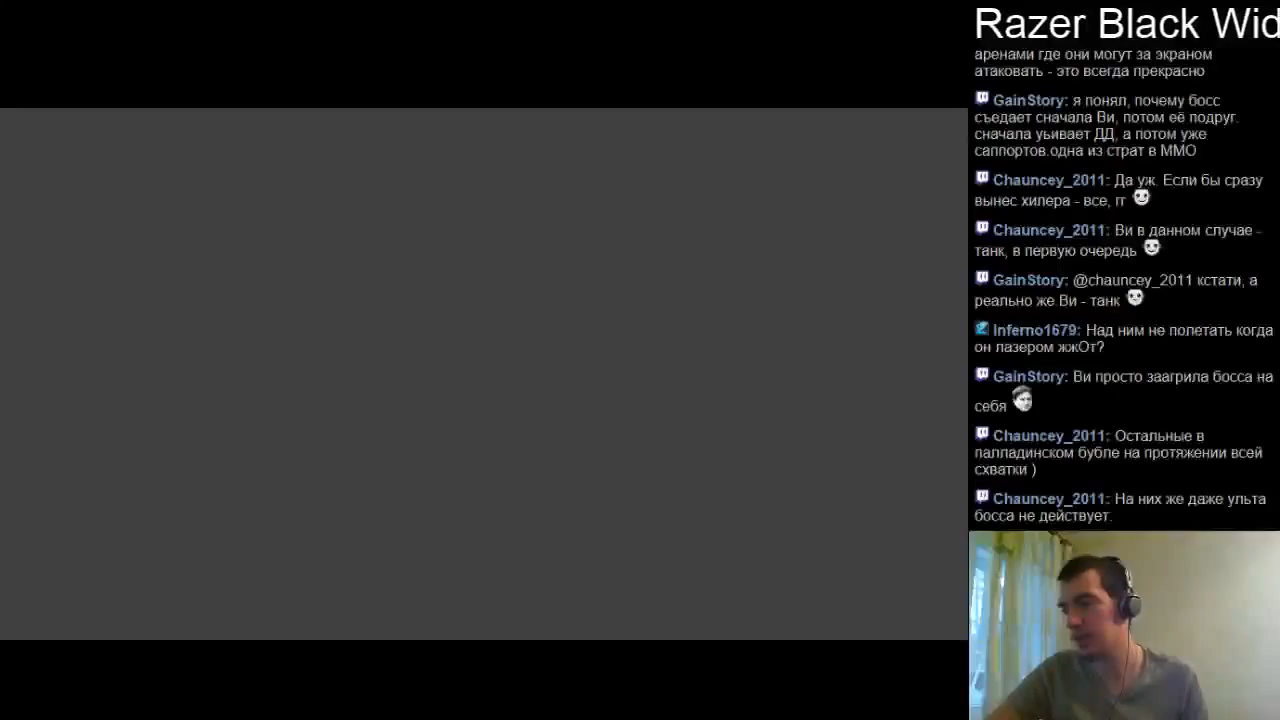 Razer Black Wid
аренами где они могут за экраном
атаковать - это всегда прекрасно
GainStory: я понял, почему босс
съедает сначала Ви, потом её подруг.
сначала уьивает ДД, а потом уже
саппортов.одна из страт в ММО
Chauncey_2011: Да уж. Если бы сразу
вынес хилера - все, гг
Chauncey_2011: Ви в данном случае -
танк, в первую очередь
GainStory: @chauncey_2011 кстати, а
реально же Ви - танк
Inferno1679: Над ним не полетать когда
он лазером жжОт?
GainStory: Ви просто заагрила босса на
себя
Chauncey_2011: Остальные в
палладинском бубле на протяжении всей
схватки )
Chauncey_2011: На них же даже ульта
босса не действует.